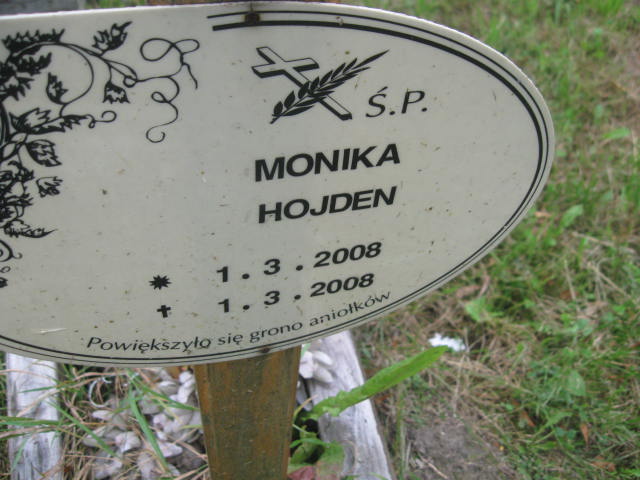 Ś.P.
MONIKA
HOJDEN
1.3.2008
1.3.2008
Powiększyło się grono aniołków